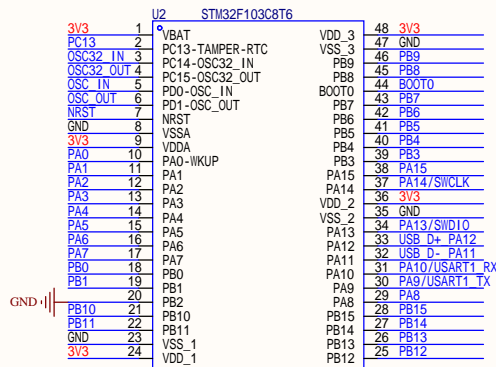 U2 STM32F103C8T6
3V3 1 VBAT VDD_3 48 3V3
PC13 2 PC13-TAMPER-RTC VSS_3 47 GND
OSC32_IN 3 PC14-OSC32_IN PB9 46 PB9
OSC32_OUT 4 PC15-OSC32_OUT PB8 45 PB8
OSC_IN 5 PD0-OSC_IN BOOT0 44 BOOT0
OSC_OUT 6 PD1-OSC_OUT PB7 43 PB7
NRST 7 NRST PB6 42 PB6
GND 8 VSSA PB5 41 PB5
3V3 9 VDDA PB4 40 PB4
PA0 10 PA0-WKUP PB3 39 PB3
PA1 11 PA1 PA15 38 PA15
PA2 12 PA2 PA14 37 PA14/SWCLK
PA3 13 PA3 VDD_2 36 3V3
PA4 14 PA4 VSS_2 35 GND
PA5 15 PA5 PA13 34 PA13/SWDIO
PA6 16 PA6 PA12 33 USB_D+_PA12
PA7 17 PA7 PA11 32 USB_D-_PA11
PB0 18 PB0 PA10 31 PA10/USART1_RX
PB1 19 PB1 PA9 30 PA9/USART1_TX
GND 20 PB2 PA8 29 PA8
PB10 21 PB10 PB15 28 PB15
PB11 22 PB11 PB14 27 PB14
GND 23 VSS_1 PB13 26 PB13
3V3 24 VDD_1 PB12 25 PB12